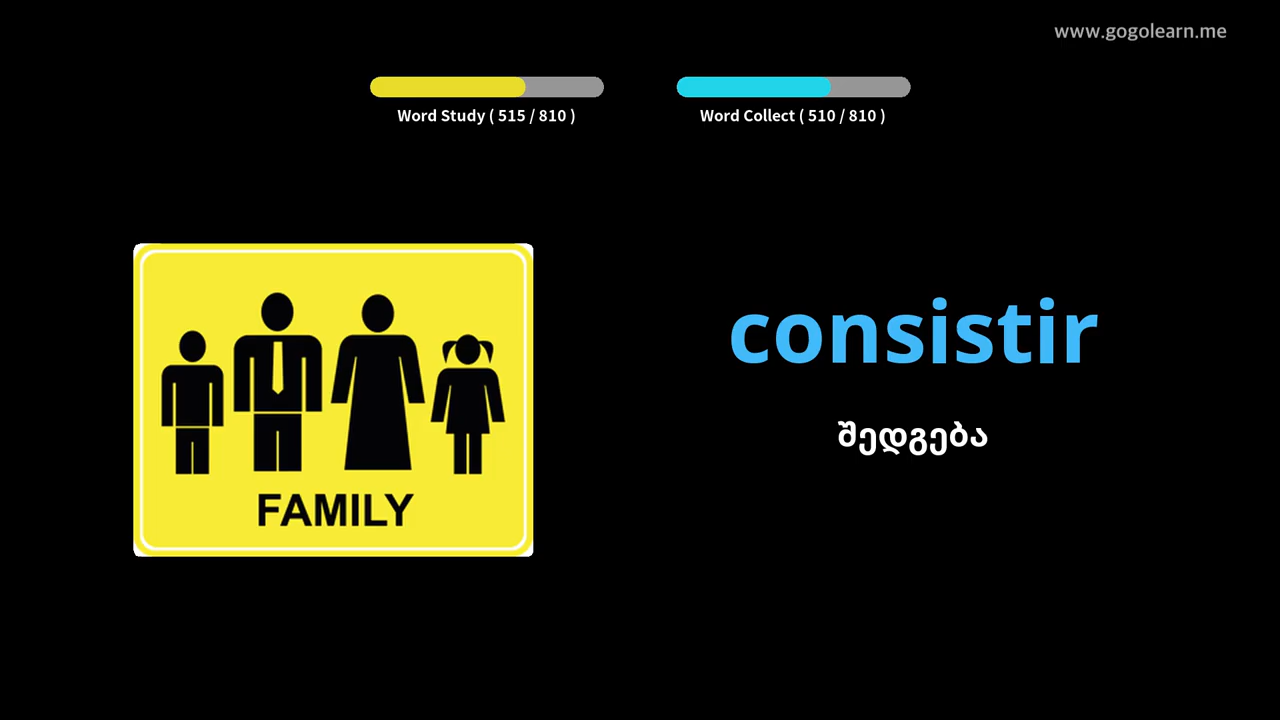 www.gogolearn.me
Word Study ( 515 / 810 )
Word Collect ( 510 / 810 )
consistir
შედგება
FAMILY